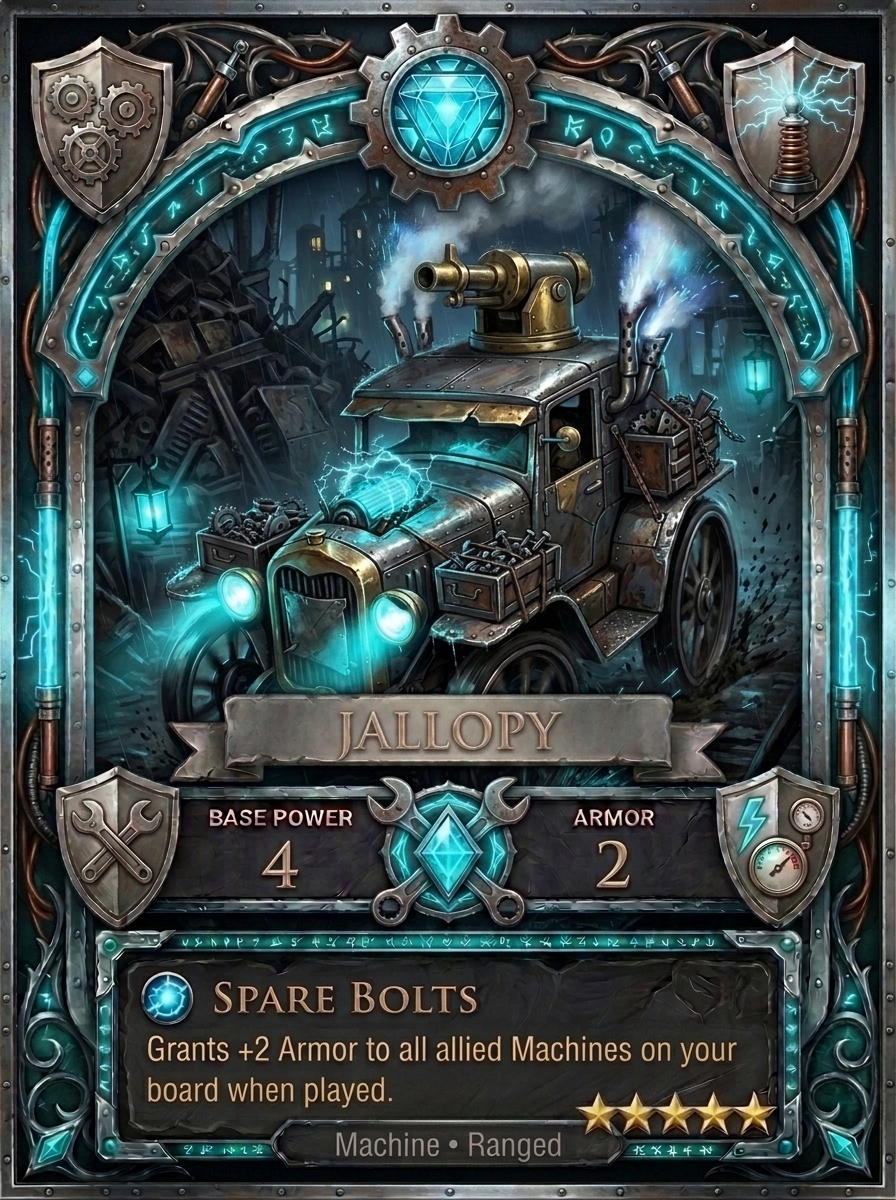 JALLOPY
BASE POWER
4
ARMOR
2
SPARE BOLTS
Grants +2 Armor to all allied Machines on your
board when played.
Machine • Ranged